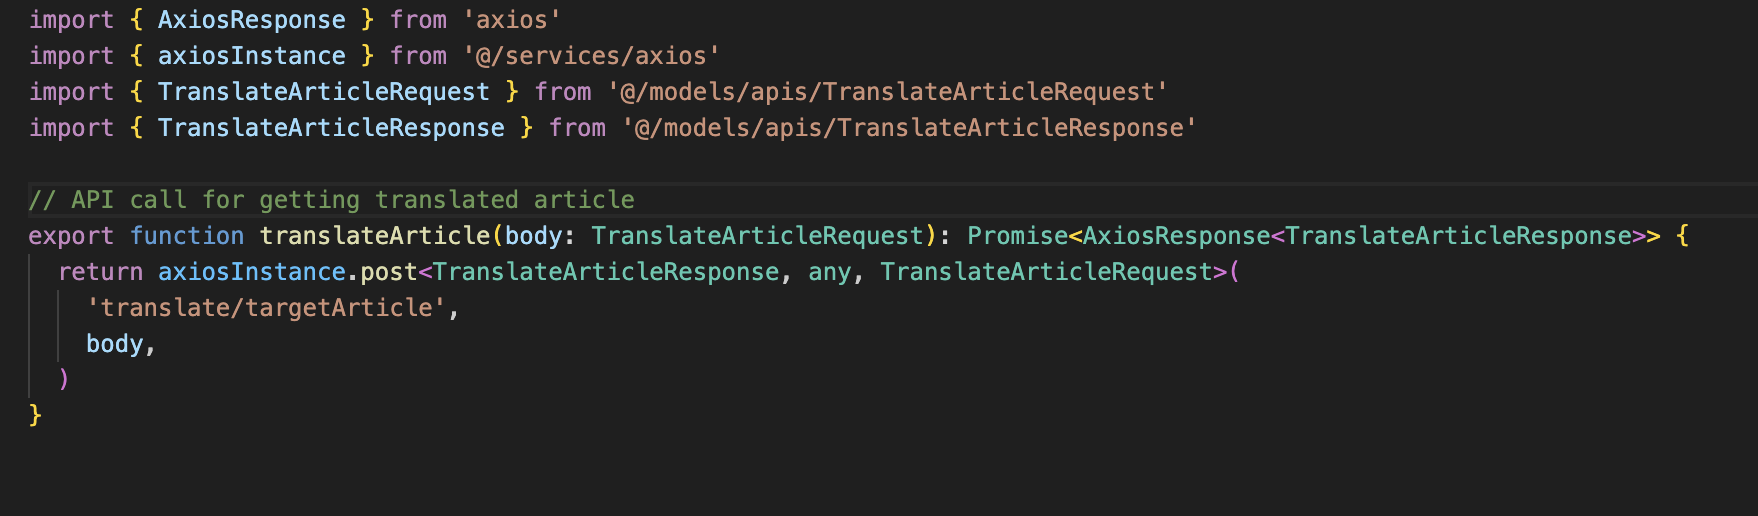 import { AxiosResponse } from 'axios'
import { axiosInstance } from '@/services/axios'
import { TranslateArticleRequest } from '@/models/apis/TranslateArticleRequest'
import { TranslateArticleResponse } from '@/models/apis/TranslateArticleResponse'

// API call for getting translated article
export function translateArticle(body: TranslateArticleRequest): Promise<AxiosResponse<TranslateArticleResponse>> {
  return axiosInstance.post<TranslateArticleResponse, any, TranslateArticleRequest>(
    'translate/targetArticle',
    body,
  )
}